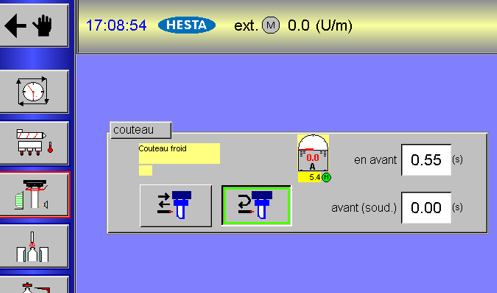 17:08:54 HESTA ext. M 0.0 (U/m)
couteau
Couteau froid
0.0
A
5.4 M
en avant 0.55 (s)
avant (soud.) 0.00 (s)